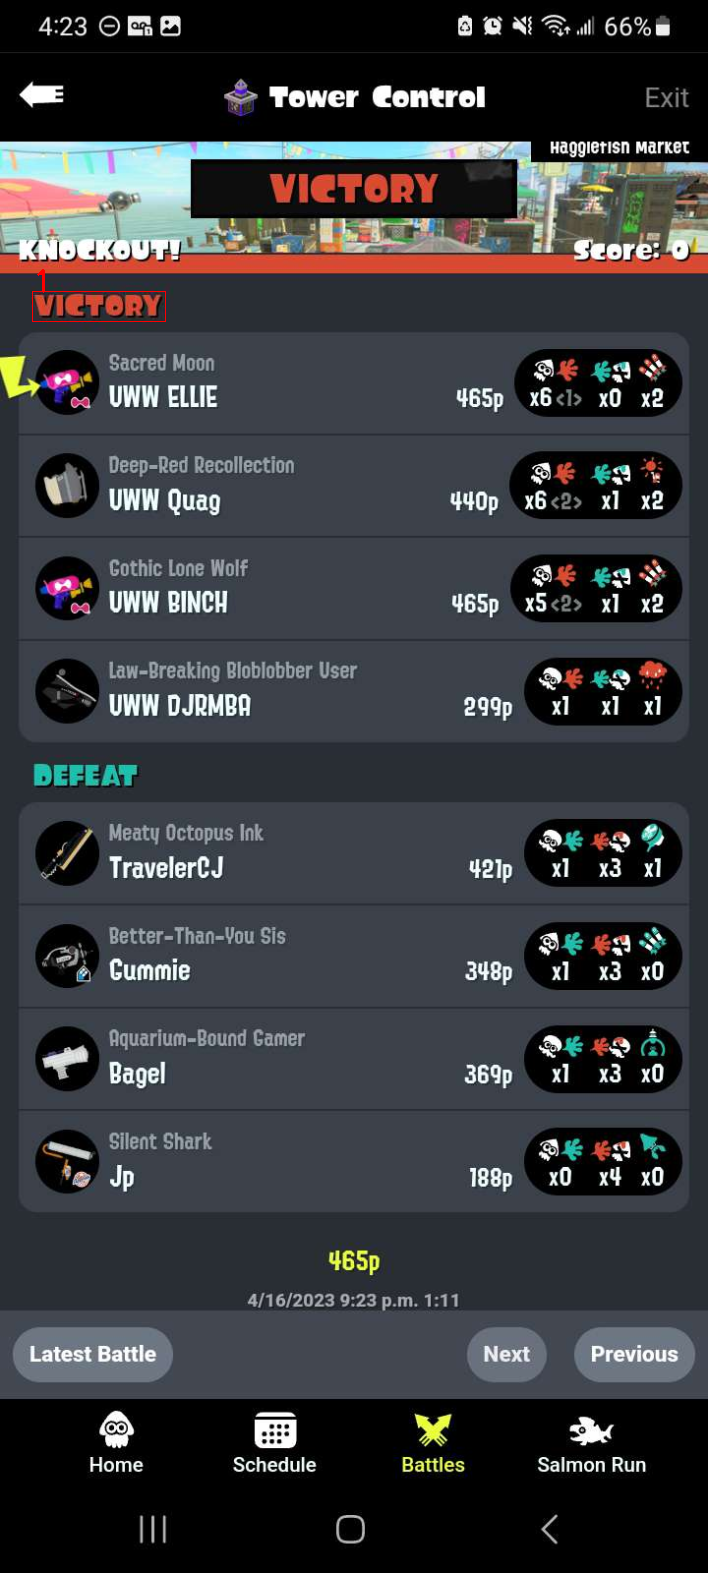 4:23
66%
Tower Control
Exit
Hagglefish Market
VICTORY
KNOCKOUT!
Score: 0
1
VICTORY
Sacred Moon
UWW ELLIE
465p
x6 <1> x0 x2
Deep-Red Recollection
UWW Quag
440p
x6 <2> x1 x2
Gothic Lone Wolf
UWW BINCH
465p
x5 <2> x1 x2
Law-Breaking Bloblobber User
UWW DJRMBA
299p
x1 x1 x1
DEFEAT
Meaty Octopus Ink
TravelerCJ
421p
x1 x3 x1
Better-Than-You Sis
Gummie
348p
x1 x3 x0
Aquarium-Bound Gamer
Bagel
369p
x1 x3 x0
Silent Shark
Jp
188p
x0 x4 x0
465p
4/16/2023 9:23 p.m. 1:11
Latest Battle
Next
Previous
Home
Schedule
Battles
Salmon Run